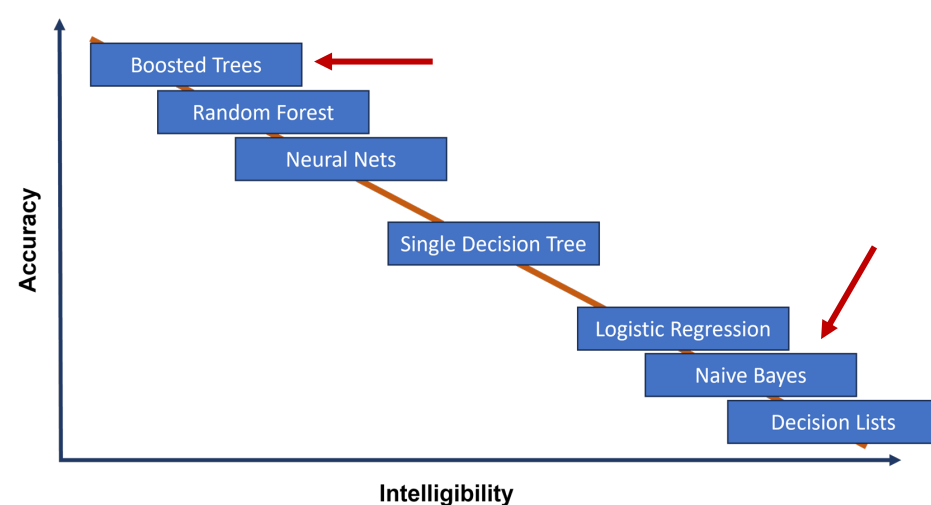 Boosted Trees
Random Forest
Neural Nets
Single Decision Tree
Logistic Regression
Naive Bayes
Decision Lists
Accuracy
Intelligibility